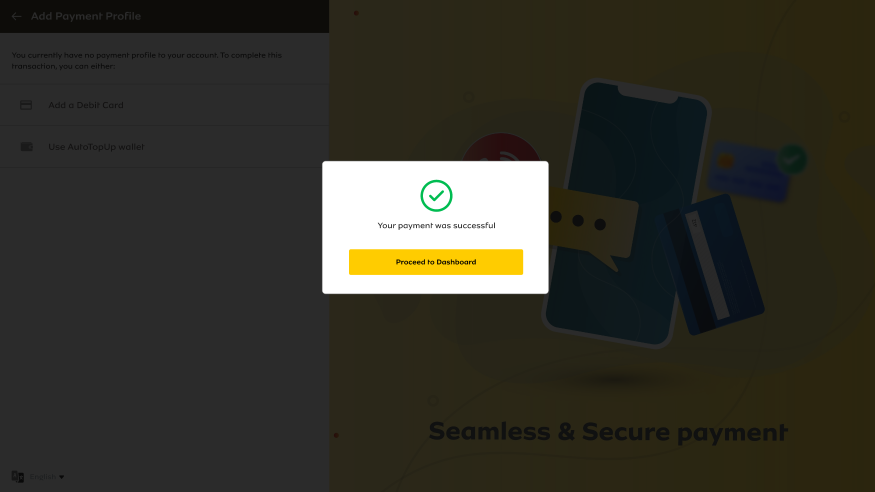 Add Payment Profile
You currently have no payment profile to your account. To complete this
transaction, you can either:
Add a Debit Card
Use AutoTopUp wallet
Your payment was successful
Proceed to Dashboard
Seamless & Secure payment
English